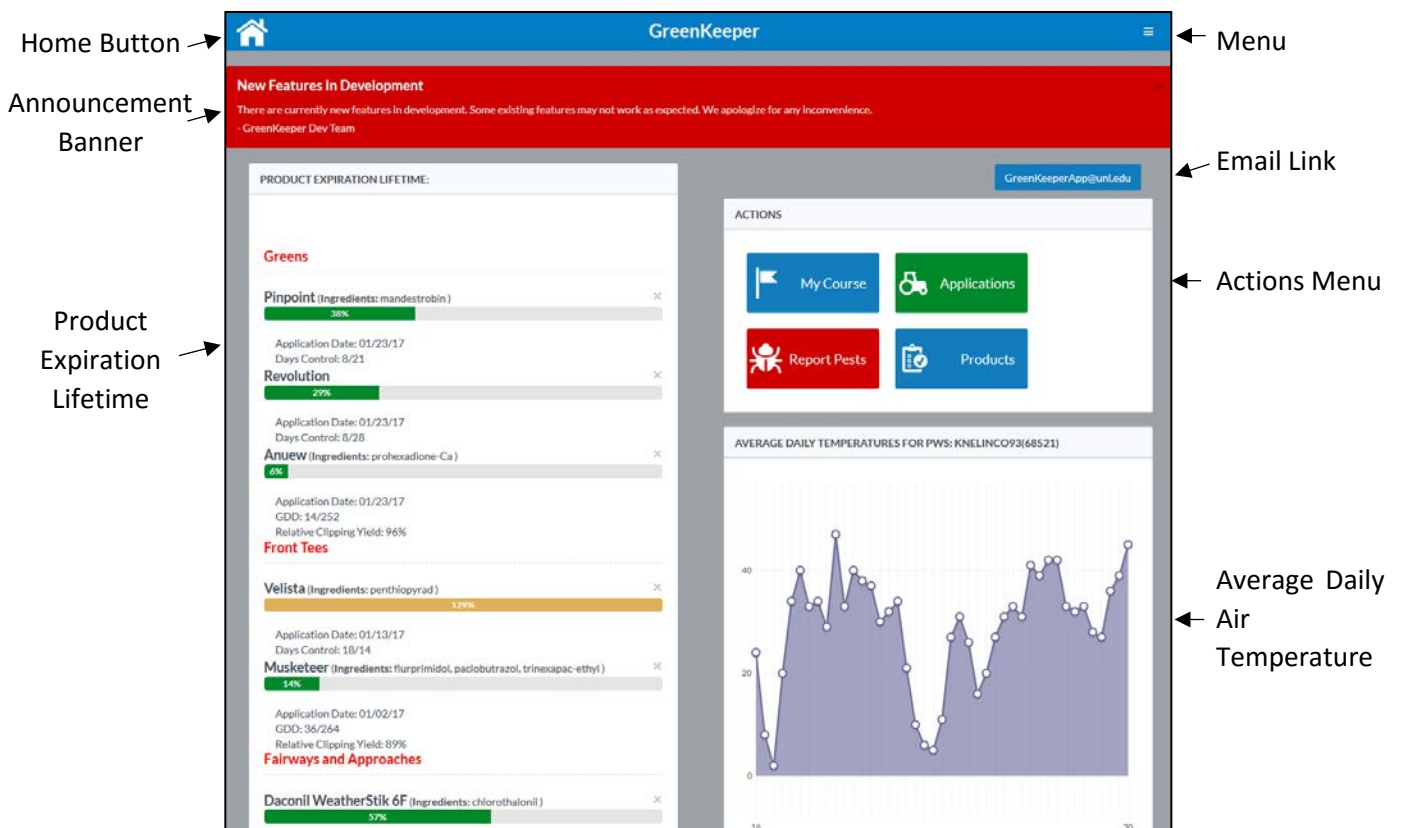 Home Button
GreenKeeper
Menu
Announcement
Banner
New Features In Development
There are currently new features in development. Some existing features may not work as expected. We apologize for any inconvenience.
- GreenKeeper Dev Team
Email Link
GreenKeeperApp@unl.edu
Product
Expiration
Lifetime
PRODUCT EXPIRATION LIFETIME:
Greens
Pinpoint (Ingredients: mandestrobin )
38%
Application Date: 01/23/17
Days Control: 8/21
Revolution
29%
Application Date: 01/23/17
Days Control: 8/28
Anuew (Ingredients: prohexadione-Ca )
6%
Application Date: 01/23/17
GDD: 14/252
Relative Clipping Yield: 96%
Front Tees
Velista (Ingredients: penthiopyrad )
129%
Application Date: 01/13/17
Days Control: 18/14
Musketeer (Ingredients: flurprimidol, paclobutrazol, trinexapac-ethyl )
14%
Application Date: 01/02/17
GDD: 36/264
Relative Clipping Yield: 89%
Fairways and Approaches
Daconil WeatherStik 6F (Ingredients: chlorothalonil )
57%
ACTIONS
My Course
Applications
Report Pests
Products
Actions Menu
AVERAGE DAILY TEMPERATURES FOR PWS: KNELINCO93(68521)
40
20
0
Average Daily
Air
Temperature